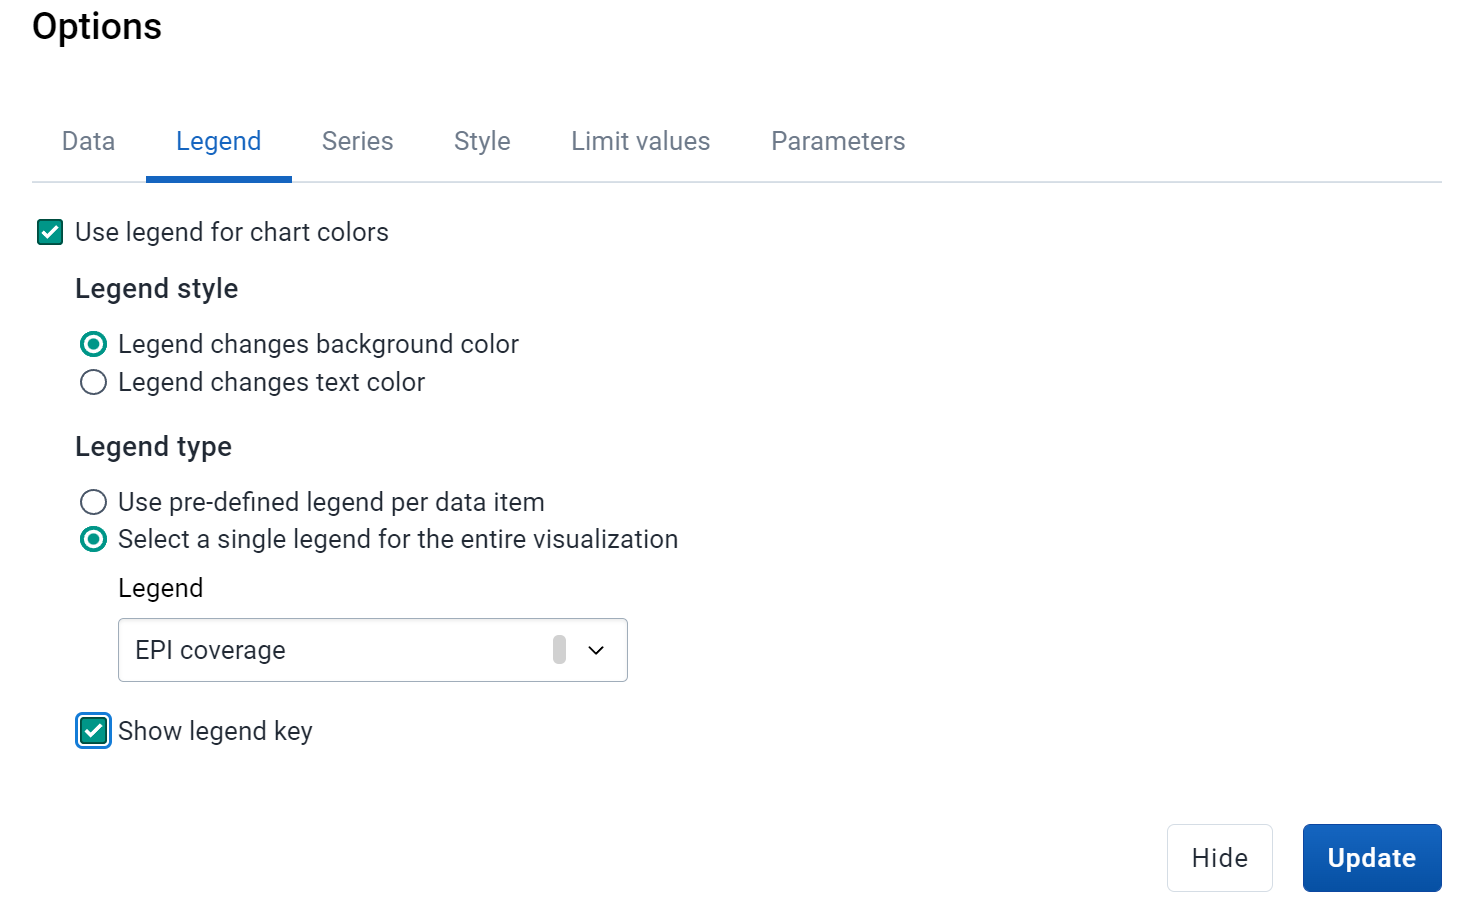 Options
Data Legend Series Style Limit values Parameters
Use legend for chart colors
Legend style
Legend changes background color
Legend changes text color
Legend type
Use pre-defined legend per data item
Select a single legend for the entire visualization
Legend
EPI coverage
Show legend key
Hide Update